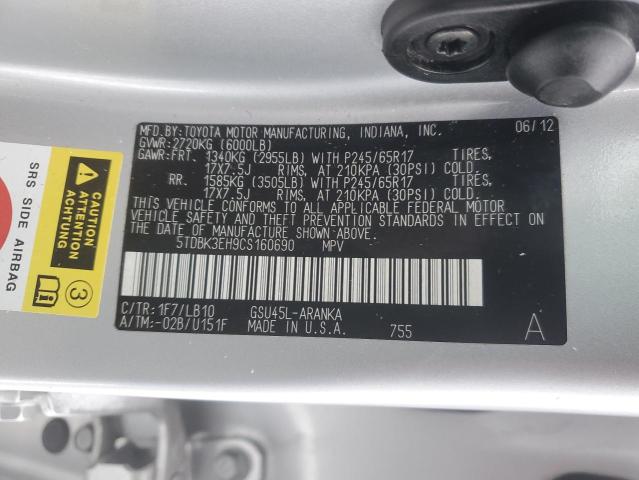 MFD.BY:TOYOTA MOTOR MANUFACTURING, INDIANA, INC. 06/12
GVWR:2720KG (6000LB)
GAWR:FRT. 1340KG (2955LB) WITH P245/65R17 TIRES,
17X7.5J RIMS, AT 210KPA (30PSI) COLD.
RR. 1585KG (3505LB) WITH P245/65R17 TIRES,
17X7.5J RIMS, AT 210KPA (30PSI) COLD.
THIS VEHICLE CONFORMS TO ALL APPLICABLE FEDERAL MOTOR
VEHICLE SAFETY AND THEFT PREVENTION STANDARDS IN EFFECT ON
THE DATE OF MANUFACTURE SHOWN ABOVE.
5TDBK3EH9CS160690 MPV
C/TR:1F7/LB10 GSU45L-ARANKA
A/TM:-02B/U151F MADE IN U.S.A. 755 A
SRS SIDE AIRBAG
CAUTION
ATTENTION
3